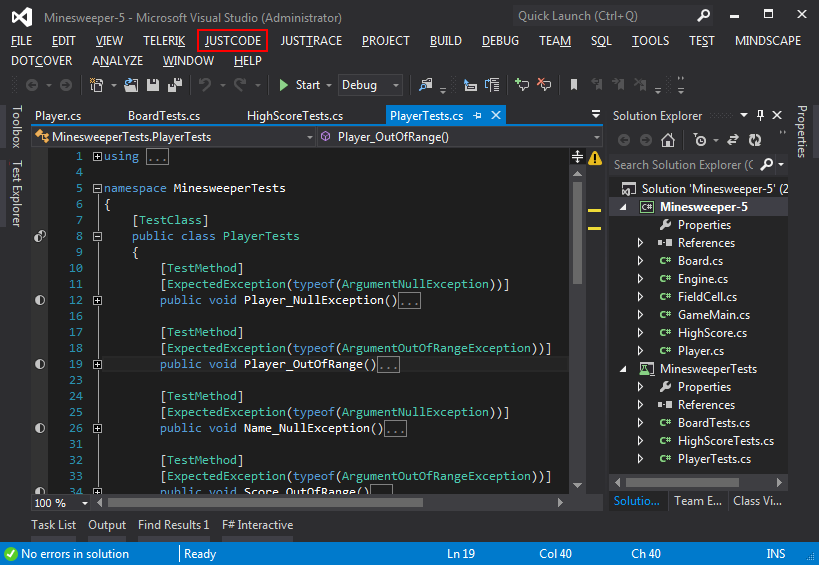 Minesweeper-5 - Microsoft Visual Studio (Administrator)
Quick Launch (Ctrl+Q)
FILE EDIT VIEW TELERIK JUSTCODE JUSTTRACE PROJECT BUILD DEBUG TEAM SQL TOOLS TEST MINDSCAPE
DOTCOVER ANALYZE WINDOW HELP
Start Debug
Toolbox
Test Explorer
Player.cs BoardTests.cs HighScoreTests.cs PlayerTests.cs
MinesweeperTests.PlayerTests Player_OutOfRange()
1 using ...
4
5 namespace MinesweeperTests
6 {
7 [TestClass]
8 public class PlayerTests
9 {
10 [TestMethod]
11 [ExpectedException(typeof(ArgumentNullException))]
12 public void Player_NullException()...
16
17 [TestMethod]
18 [ExpectedException(typeof(ArgumentOutOfRangeException))]
19 public void Player_OutOfRange()...
23
24 [TestMethod]
25 [ExpectedException(typeof(ArgumentNullException))]
26 public void Name_NullException()...
31
32 [TestMethod]
33 [ExpectedException(typeof(ArgumentOutOfRangeException))]
34 public void Score_OutOfRange()...
100 %
Solution Explorer
Search Solution Explorer (C
Solution 'Minesweeper-5' (2
Minesweeper-5
Properties
References
Board.cs
Engine.cs
FieldCell.cs
GameMain.cs
HighScore.cs
Player.cs
MinesweeperTests
Properties
References
BoardTests.cs
HighScoreTests.cs
PlayerTests.cs
Solutio... Team E... Class Vi...
Properties
Task List Output Find Results 1 F# Interactive
No errors in solution Ready Ln 19 Col 40 Ch 40 INS